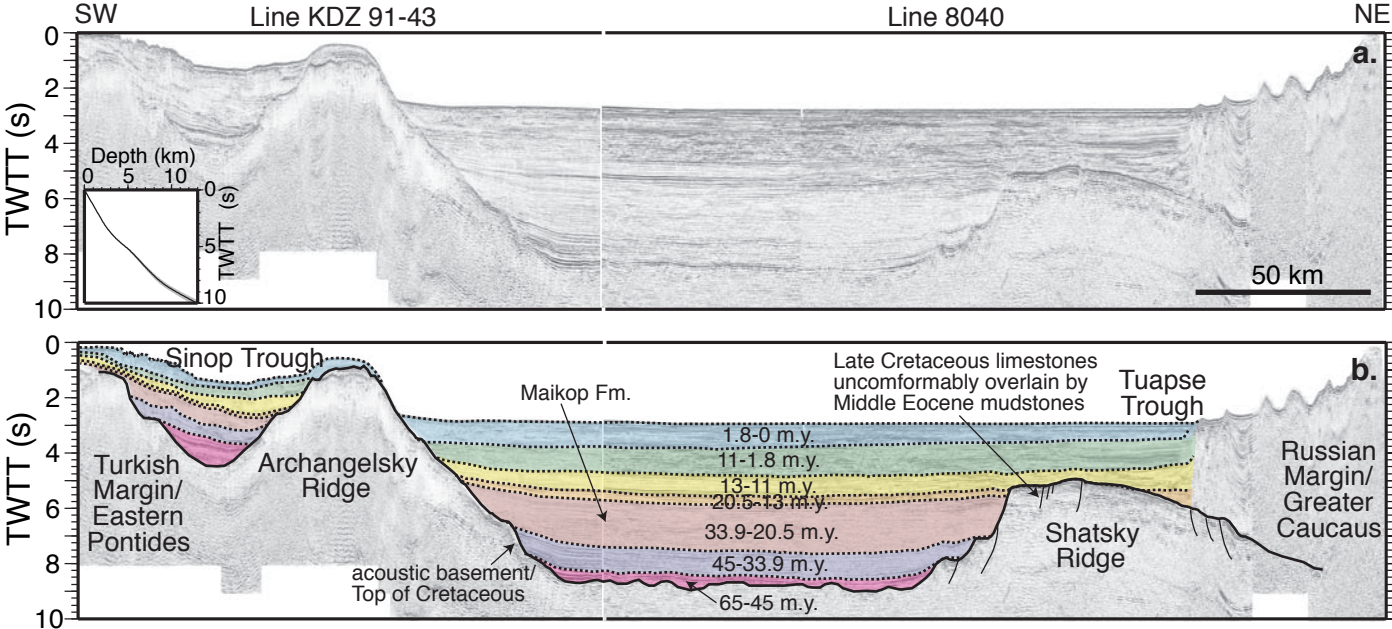 SW Line KDZ 91-43 Line 8040 NE
a.
0
2
4
6
8
10
TWTT (s)
Depth (km)
0 5 10
0
5
10
TWTT (s)
50 km
b.
0
2
4
6
8
10
TWTT (s)
Sinop Trough
Maikop Fm.
Late Cretaceous limestones
uncomformably overlain by
Middle Eocene mudstones
Tuapse
Trough
Turkish
Margin/
Eastern
Pontides
Archangelsky
Ridge
1.8-0 m.y.
11-1.8 m.y.
13-11 m.y.
20.5-13 m.y.
33.9-20.5 m.y.
45-33.9 m.y.
65-45 m.y.
acoustic basement/
Top of Cretaceous
Shatsky
Ridge
Russian
Margin/
Greater
Caucaus